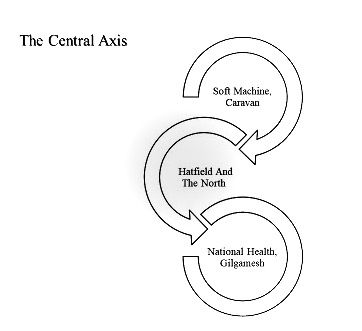 The Central Axis
Soft Machine,
Caravan
Hatfield And
The North
National Health,
Gilgamesh